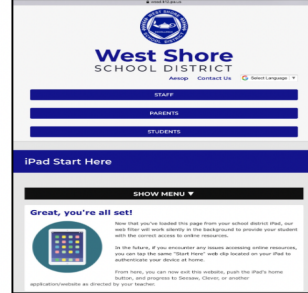 West Shore
SCHOOL DISTRICT
Aesop Contact Us Select Language ▼
STAFF
PARENTS
STUDENTS
iPad Start Here
SHOW MENU ▼
Great, you're all set!
Now that you've loaded this page from your school district iPad, our
web filter will work silently in the background to provide your student
with the correct access to online resources.
In the future, if you encounter any issues accessing online resources,
you can tap the same "Start Here" web clip located on your iPad to
authenticate your device at home.
From here, you can now exit this website, push the iPad's home
button, and progress to Seesaw, Clever, or another
application/website as directed by your teacher.